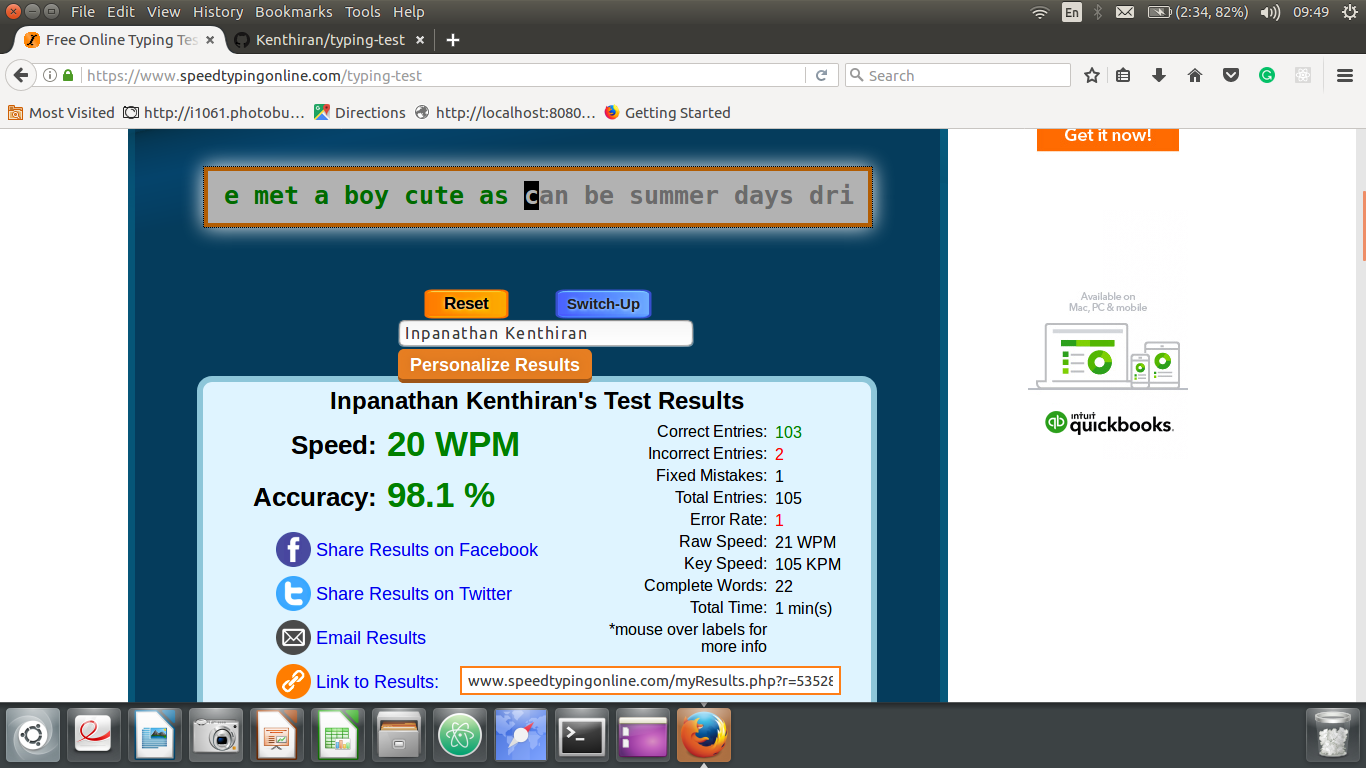 File Edit View History Bookmarks Tools Help
En
(2:34, 82%)
09:49
Free Online Typing Tes
Kenthiran/typing-test
https://www.speedtypingonline.com/typing-test
Search
Most Visited
http://i1061.photobu...
Directions
http://localhost:8080...
Getting Started
e met a boy cute as can be summer days dri
Reset
Switch-Up
Inpanathan Kenthiran
Personalize Results
Inpanathan Kenthiran's Test Results
Speed: 20 WPM
Accuracy: 98.1 %
Share Results on Facebook
Share Results on Twitter
Email Results
Link to Results: www.speedtypingonline.com/myResults.php?r=53528
Correct Entries: 103
Incorrect Entries: 2
Fixed Mistakes: 1
Total Entries: 105
Error Rate: 1
Raw Speed: 21 WPM
Key Speed: 105 KPM
Complete Words: 22
Total Time: 1 min(s)
*mouse over labels for
more info
Get it now!
Available on
Mac, PC & mobile
qb
intuit
quickbooks.